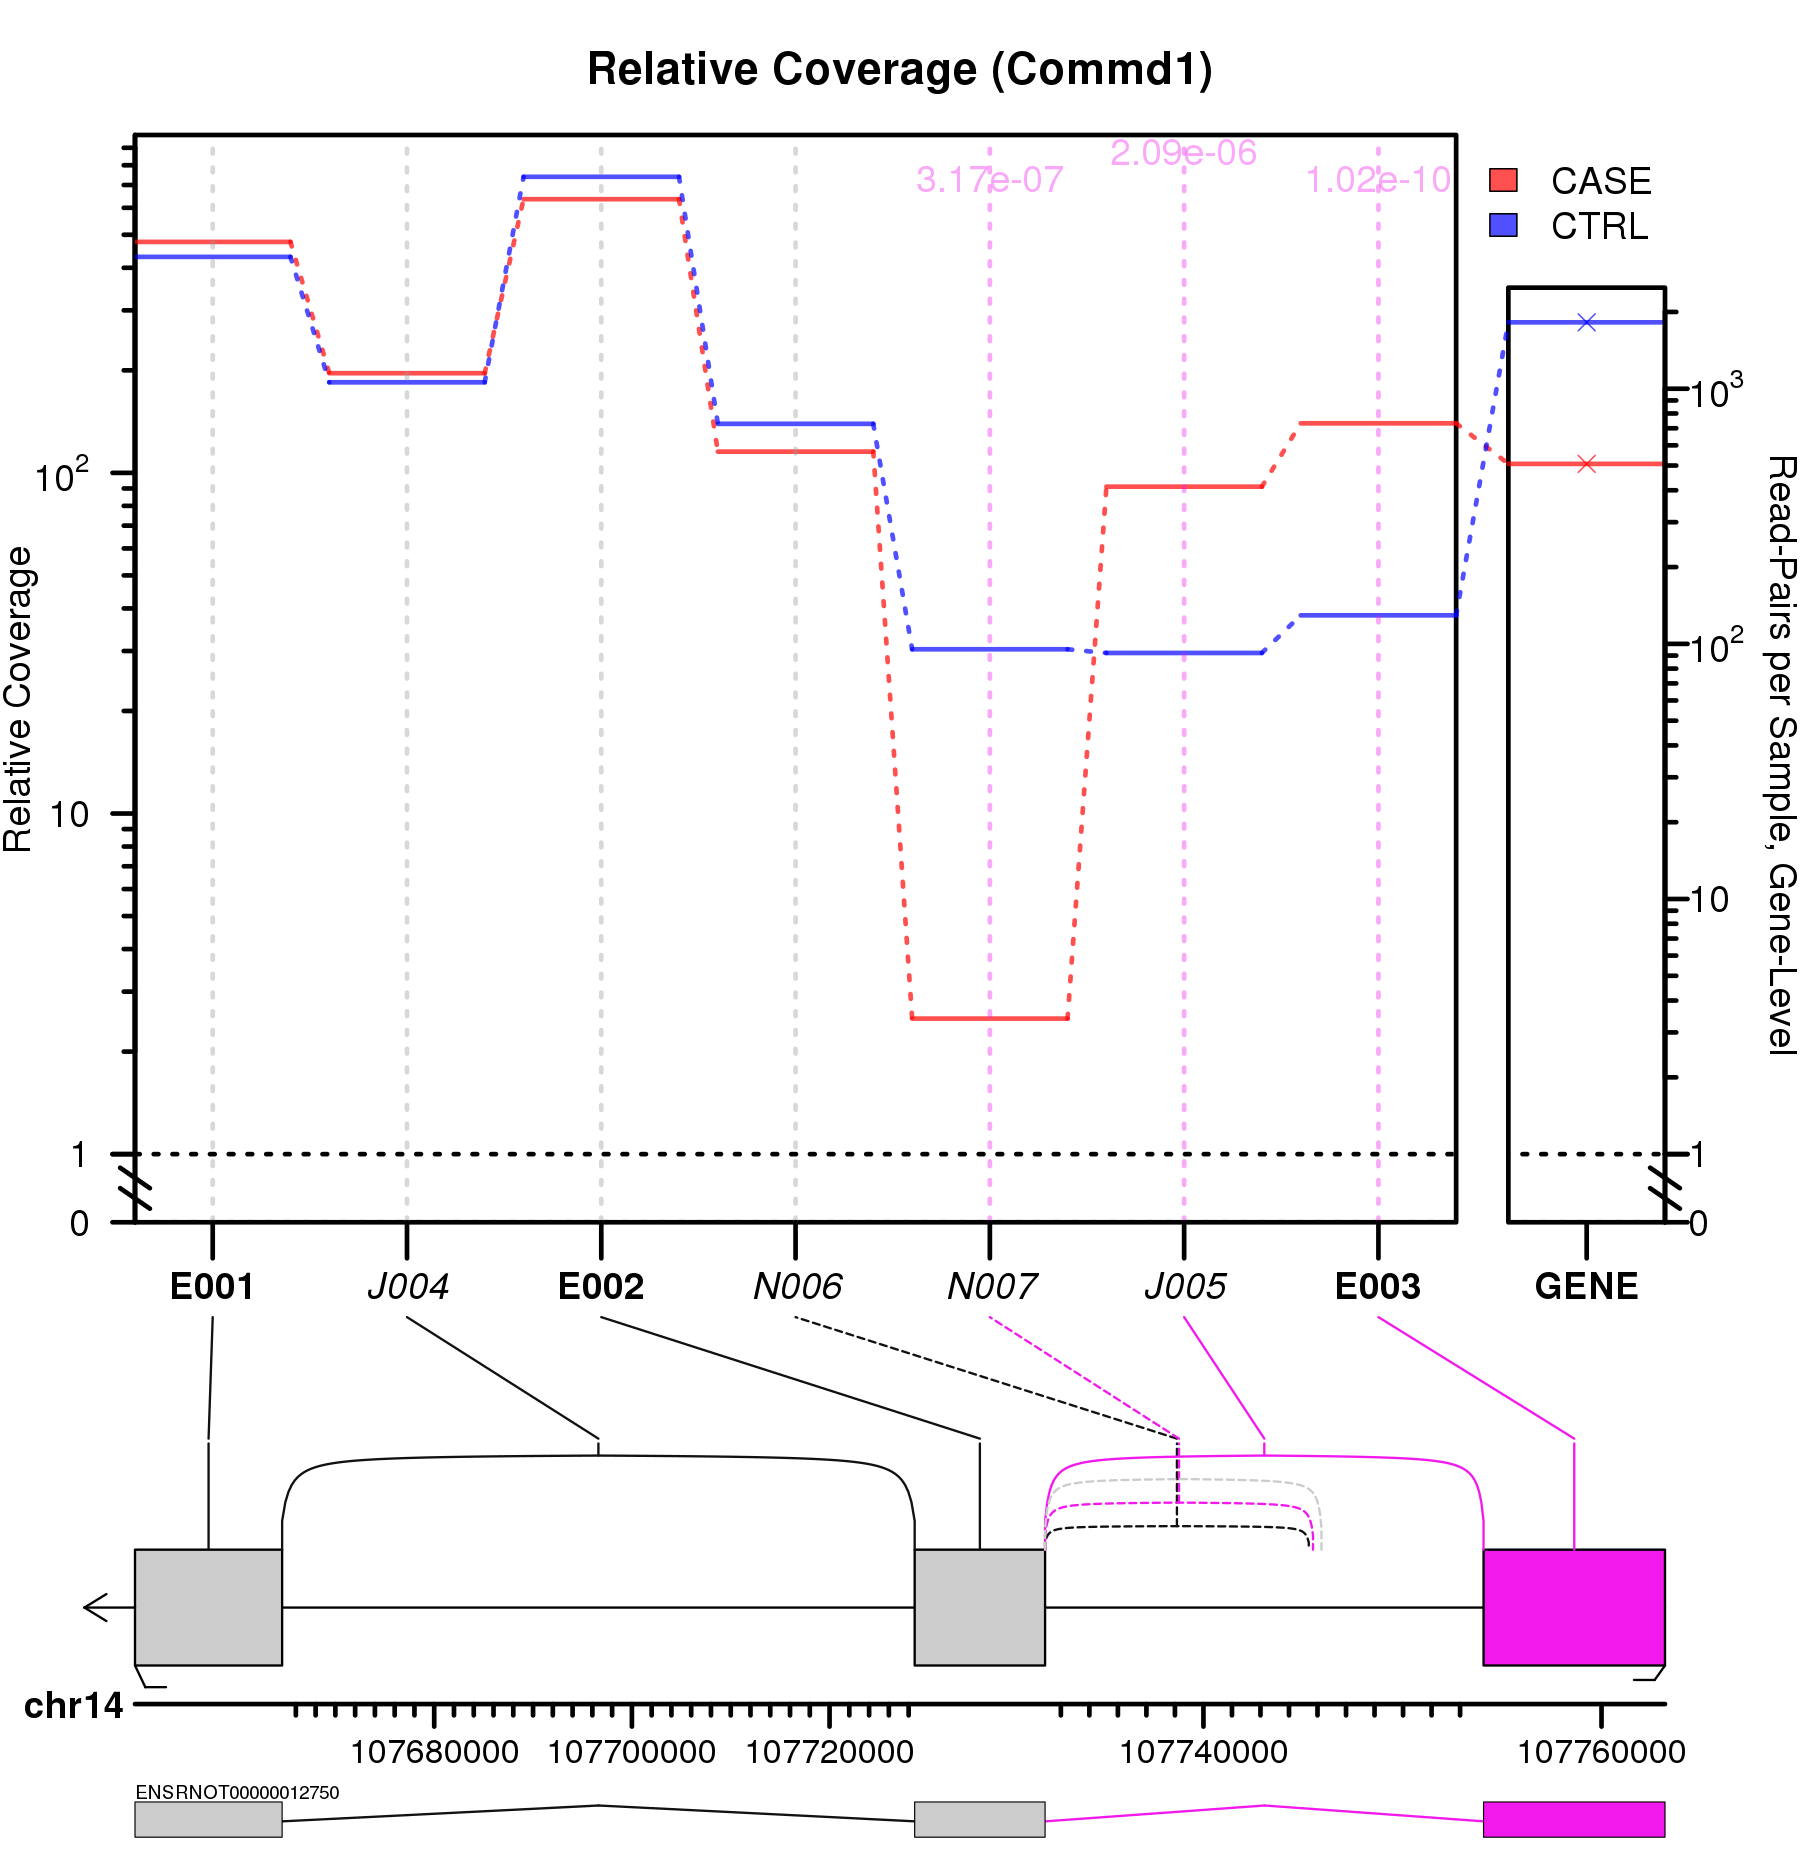 Relative Coverage (Commd1)
2.09e-06
3.17e-07
1.02e-10
CASE
CTRL
Relative Coverage
10²
10
1
0
10³
10²
10
1
0
Read-Pairs per Sample, Gene-Level
E001 J004 E002 N006 N007 J005 E003 GENE
chr14
107680000 107700000 107720000 107740000 107760000
ENSRNOT00000012750